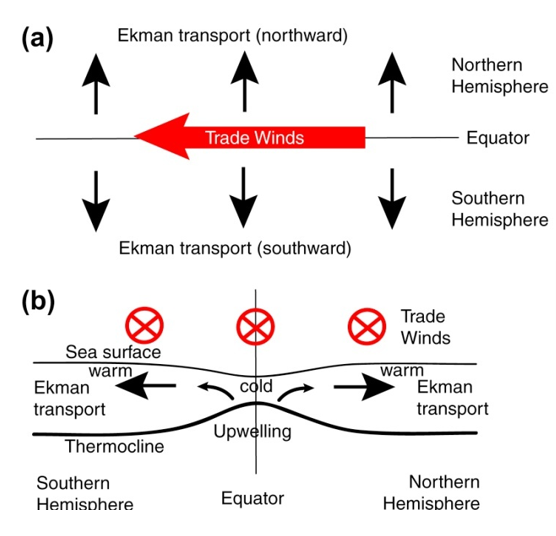 (a)
Ekman transport (northward)
Northern
Hemisphere
Trade Winds
Equator
Southern
Hemisphere
Ekman transport (southward)
(b)
Trade
Winds
Sea surface
warm
warm
cold
Ekman
transport
Ekman
transport
Upwelling
Thermocline
Southern
Hemisphere
Equator
Northern
Hemisphere